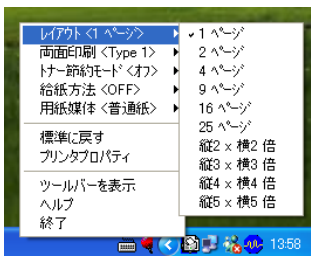 レイアウト <1 ページ>
両面印刷 <Type 1>
トナー節約モード <オフ>
給紙方法 <OFF>
用紙媒体 <普通紙>
標準に戻す
プリンタプロパティ
ツールバーを表示
ヘルプ
終了
1 ページ
2 ページ
4 ページ
9 ページ
16 ページ
25 ページ
縦2 x 横2 倍
縦3 x 横3 倍
縦4 x 横4 倍
縦5 x 横5 倍
13:58